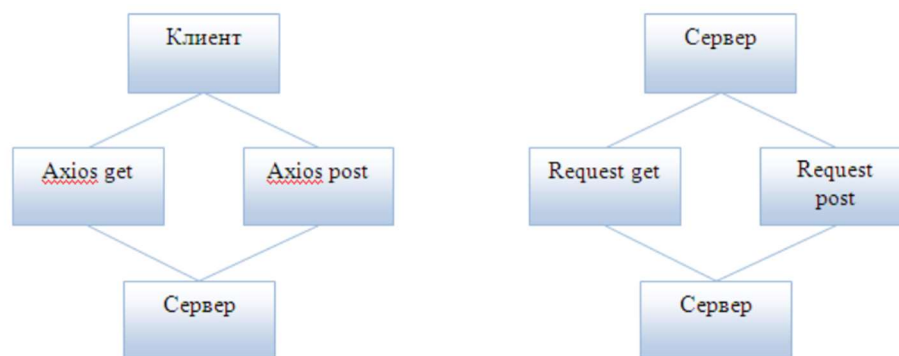 Клиент
Сервер
Axios get
Axios post
Request get
Request
post
Сервер
Сервер